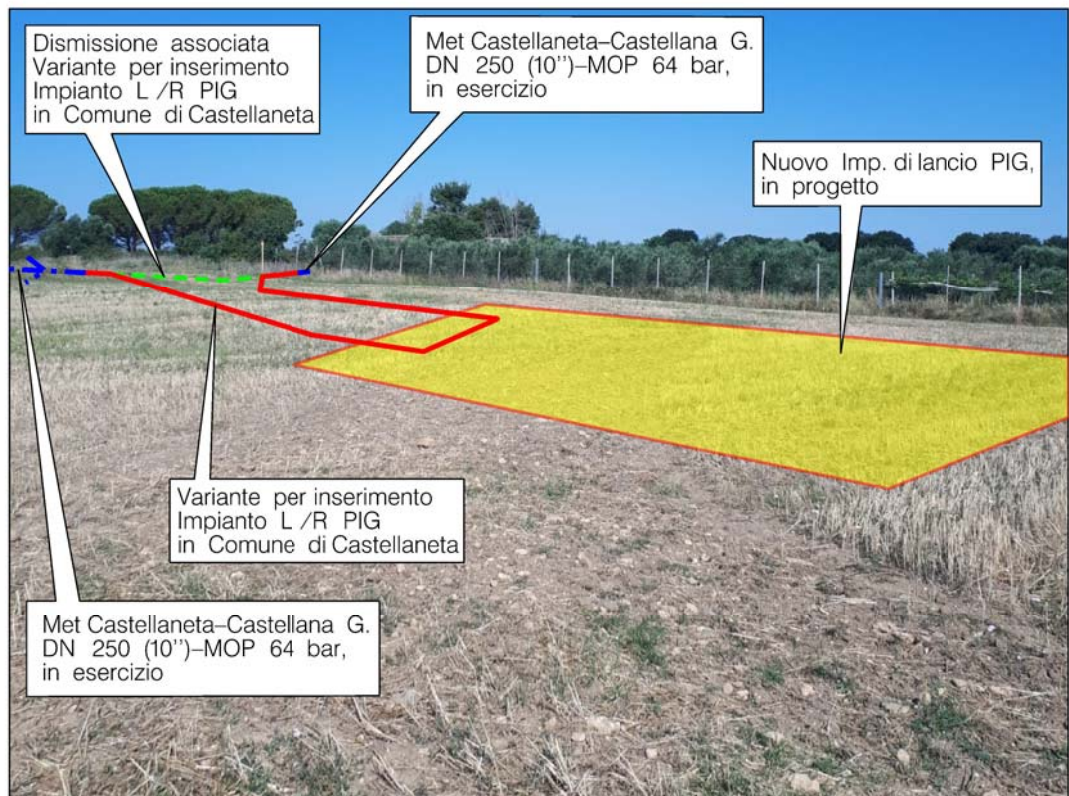 Dismissione associata
Variante per inserimento
Impianto L /R PIG
in Comune di Castellaneta
Met Castellaneta–Castellana G.
DN 250 (10'')–MOP 64 bar,
in esercizio
Nuovo Imp. di lancio PIG,
in progetto
Variante per inserimento
Impianto L /R PIG
in Comune di Castellaneta
Met Castellaneta–Castellana G.
DN 250 (10'')–MOP 64 bar,
in esercizio